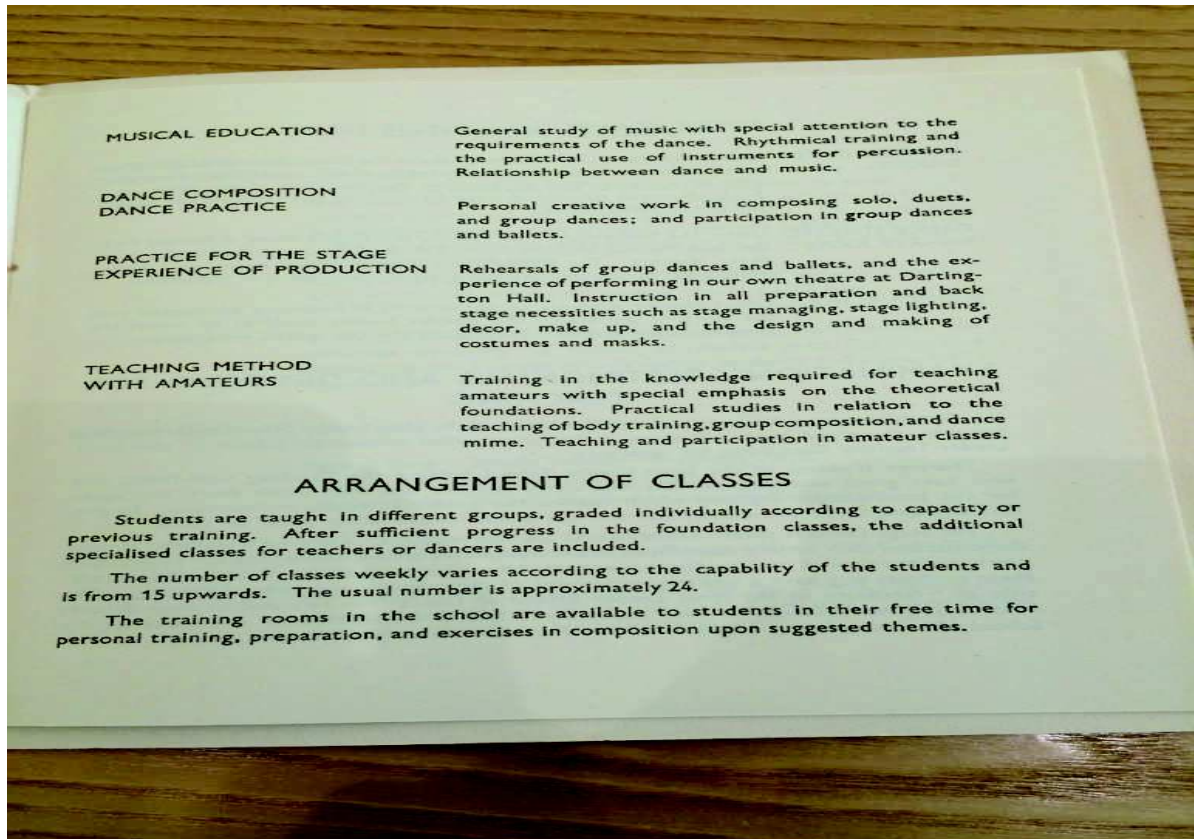 MUSICAL EDUCATION
General study of music with special attention to the
requirements of the dance. Rhythmical training and
the practical use of instruments for percussion.
Relationship between dance and music.
DANCE COMPOSITION
DANCE PRACTICE
Personal creative work in composing solo, duets,
and group dances; and participation in group dances
and ballets.
PRACTICE FOR THE STAGE
EXPERIENCE OF PRODUCTION
Rehearsals of group dances and ballets, and the ex-
perience of performing in our own theatre at Darting-
ton Hall. Instruction in all preparation and back
stage necessities such as stage managing, stage lighting,
decor, make up, and the design and making of
costumes and masks.
TEACHING METHOD
WITH AMATEURS
Training in the knowledge required for teaching
amateurs with special emphasis on the theoretical
foundations. Practical studies in relation to the
teaching of body training, group composition, and dance
mime. Teaching and participation in amateur classes.
ARRANGEMENT OF CLASSES
Students are taught in different groups, graded individually according to capacity or
previous training. After sufficient progress in the foundation classes, the additional
specialised classes for teachers or dancers are included.
The number of classes weekly varies according to the capability of the students and
is from 15 upwards. The usual number is approximately 24.
The training rooms in the school are available to students in their free time for
personal training, preparation, and exercises in composition upon suggested themes.